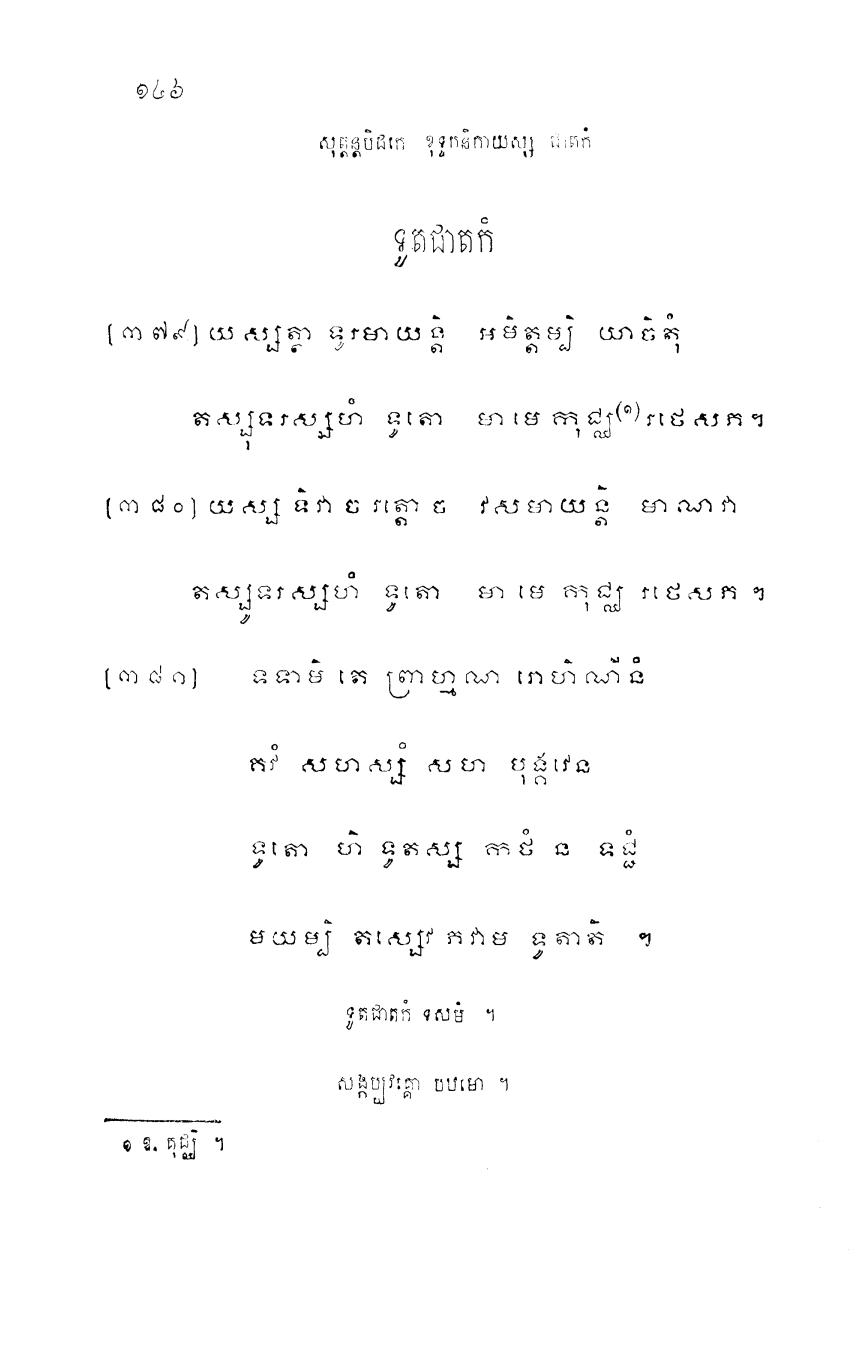 ១៤៦
សុត្តន្តបិដកេ ខុទ្ទកនិកាយស្ស ជាតកំ
ទូតជាតកំ
[៣៧៩] យស្សត្ថា ទូរមាយន្តិ អមិត្តម្បិ យាចិតុំ
តស្សុទរស្សហំ ទូតោ មា មេ កុជ្ឈ(១) រថេសភ។
[៣៨០] យស្ស ទិវា ច រត្តោ ច វសមាយន្តិ មាណវា
តស្សូទរស្សហំ ទូតោ មា មេ កុជ្ឈ រថេសភ ។
[៣៨១] ទទាមិ តេ ព្រាហ្មណ រោហិណីនំ
គវំ សហស្សំ សហ បុង្គវេន
ទូតោ ហិ ទូតស្ស កថំ ន ទជ្ជំ
មយម្បិ តស្សេវ ភវាម ទូតាតិ ។
ទូតជាតកំ ទសមំ ។
សង្កប្បវគ្គោ បឋមោ ។
១ ឱ. កុជ្ឈិ ។